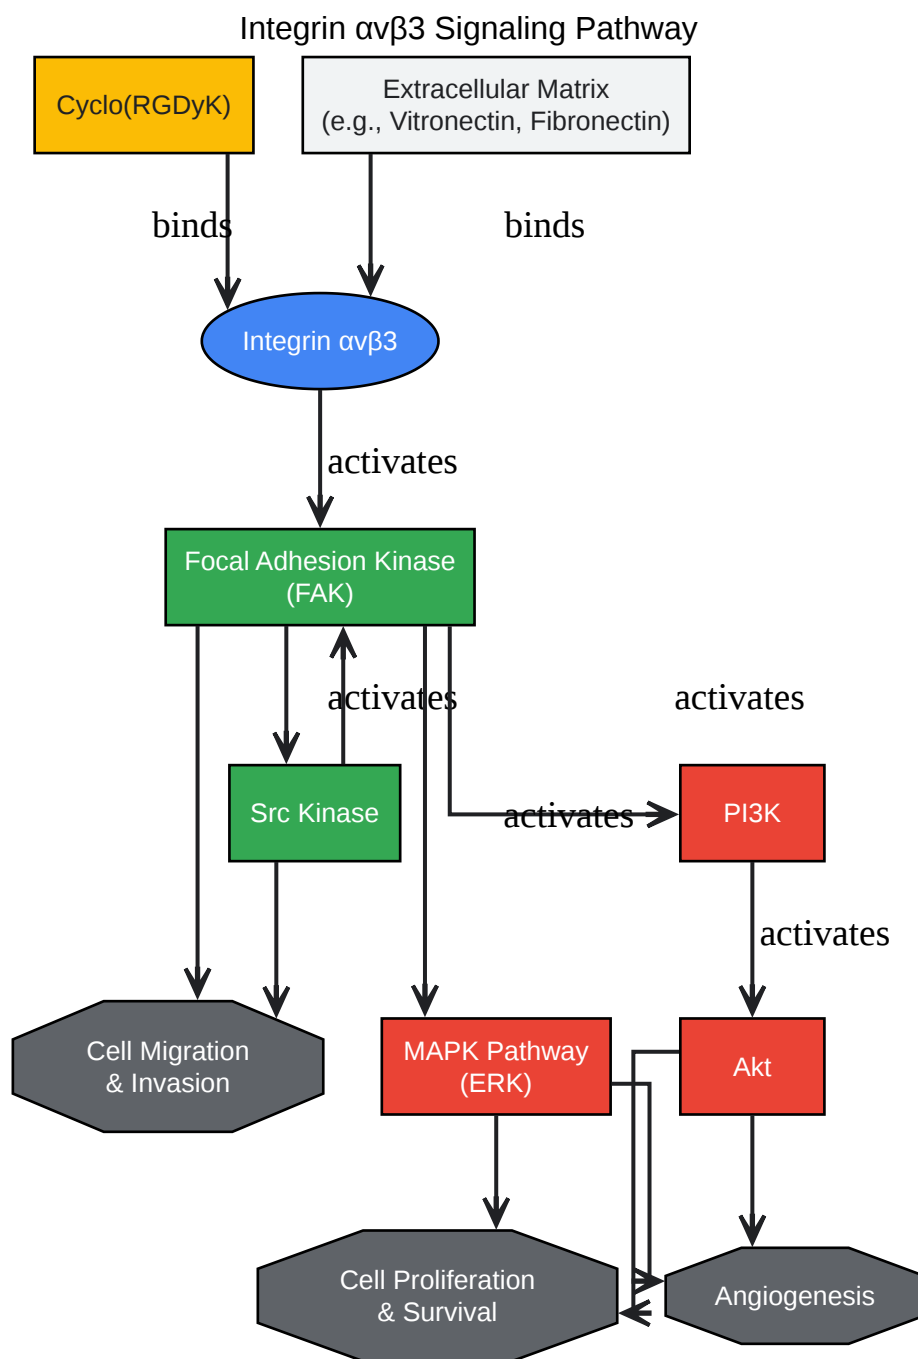 Integrin αvβ3 Signaling Pathway
Cyclo(RGDyK)
Extracellular Matrix
(e.g., Vitronectin, Fibronectin)
binds
binds
Integrin αvβ3
activates
Focal Adhesion Kinase
(FAK)
activates
activates
Src Kinase
activates
PI3K
activates
Cell Migration
& Invasion
MAPK Pathway
(ERK)
Akt
Cell Proliferation
& Survival
Angiogenesis